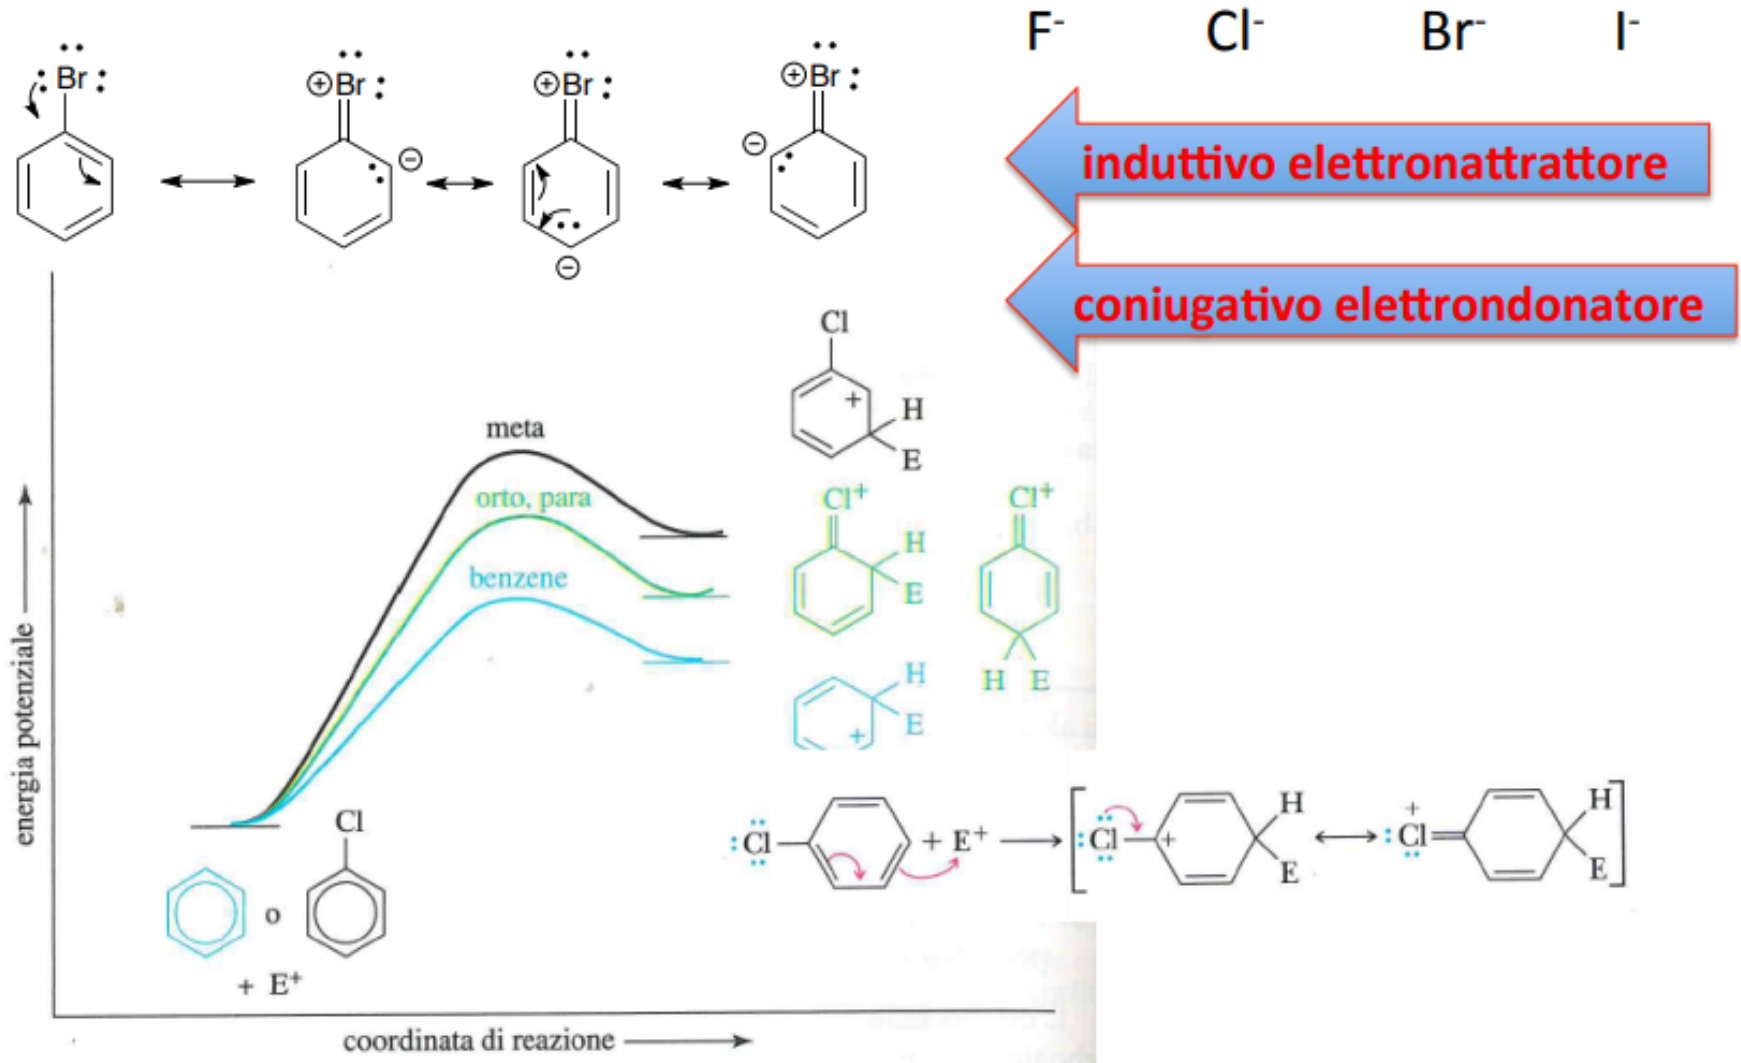 F⁻ Cl⁻ Br⁻ I⁻
:Br: ⊕Br: ⊕Br: ⊕Br:
⊖ ⊖ ⊖
induttivo elettronattrattore
coniugativo elettrondonatore
Cl
+ H
E
meta
orto, para
benzene
Cl⁺ Cl⁺
H
E
H E
H
E
+
energia potenziale
Cl
o
+ E⁺
:Cl + E⁺ :Cl + H
E
+
:Cl H
E
coordinata di reazione